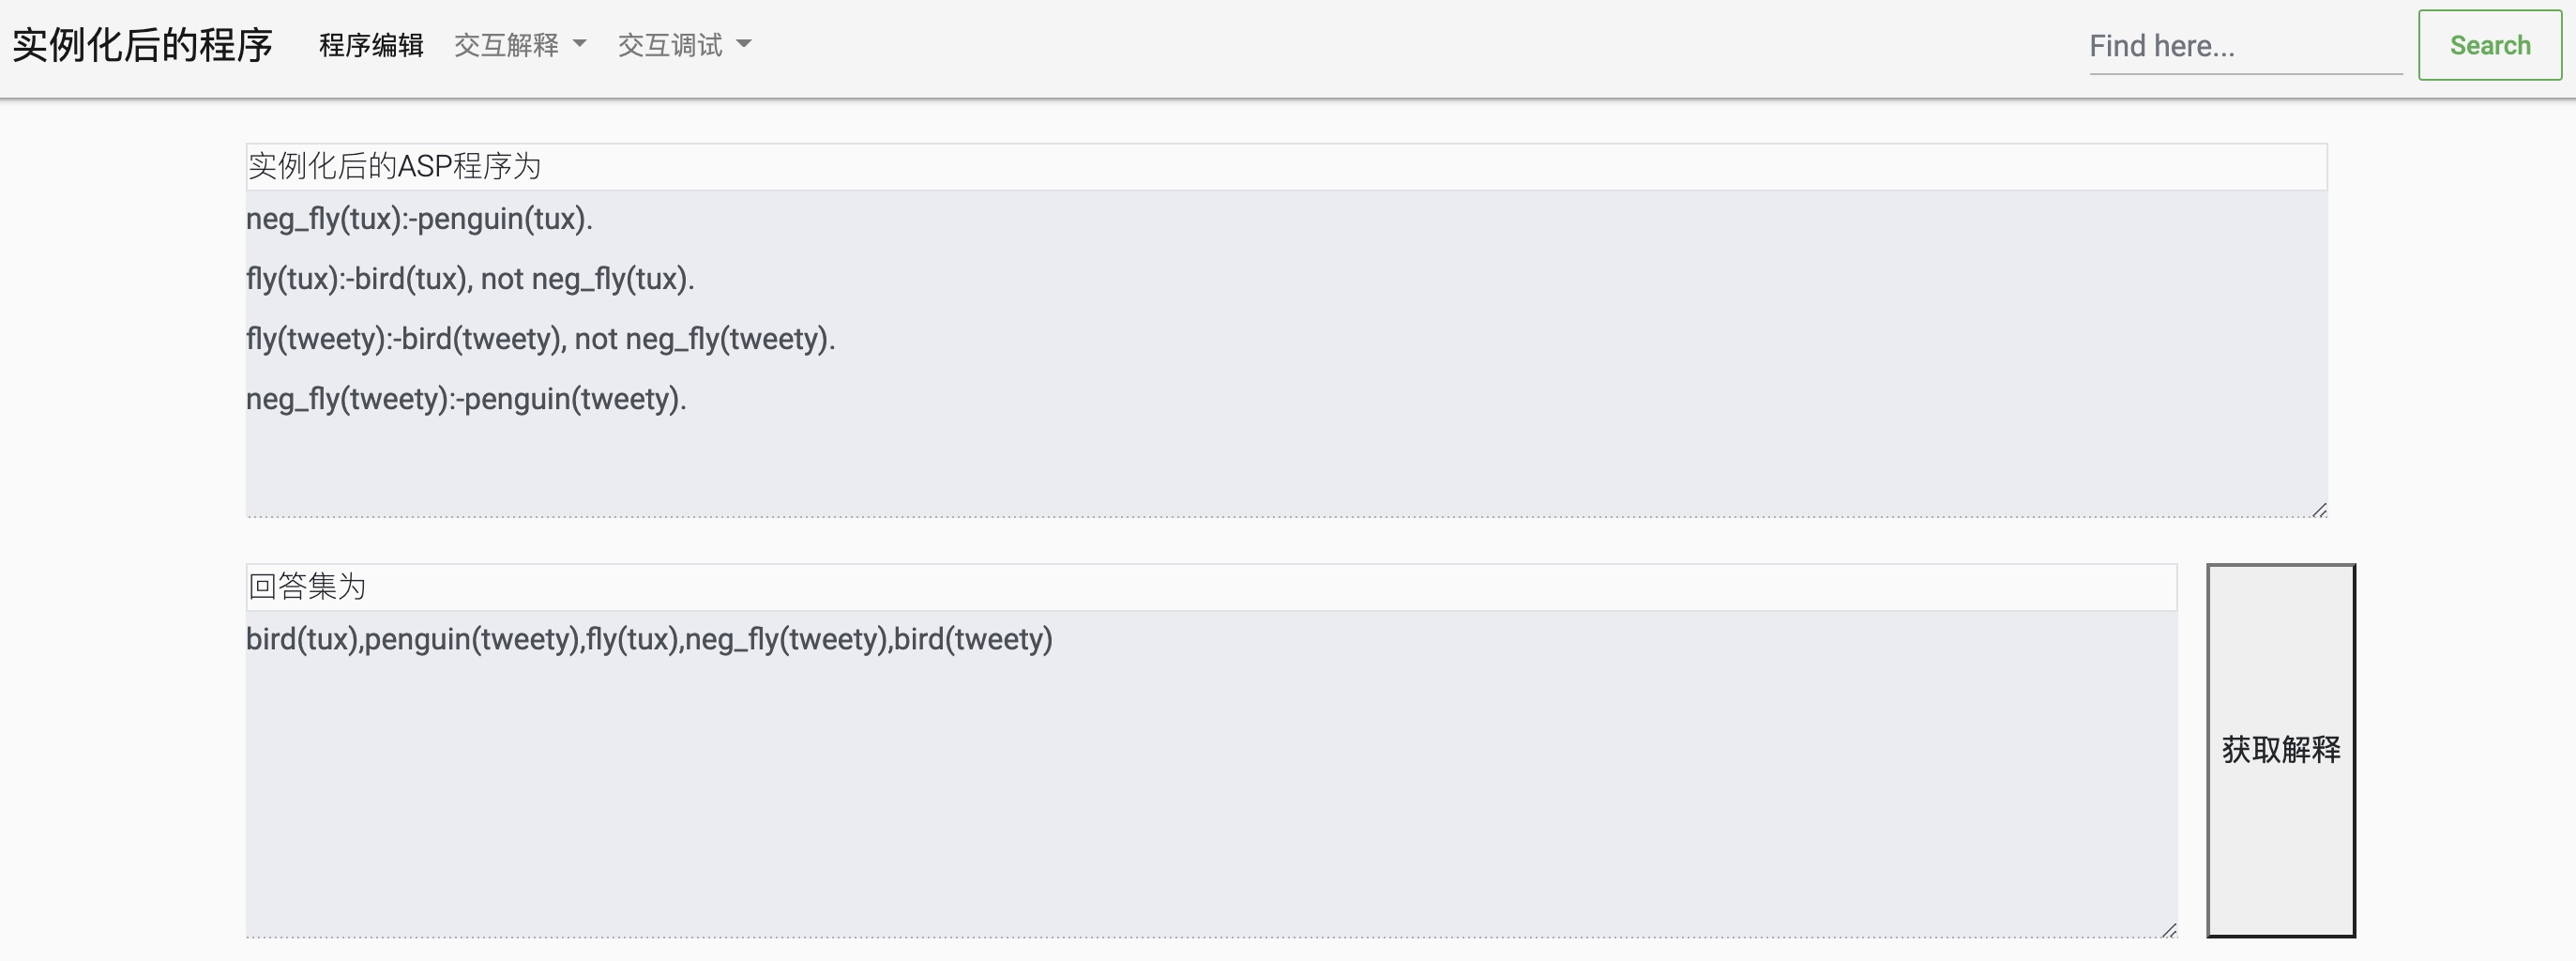 实例化后的程序 程序编辑 交互解释 交互调试 Find here... Search
实例化后的ASP程序为
neg_fly(tux):-penguin(tux).
fly(tux):-bird(tux), not neg_fly(tux).
fly(tweety):-bird(tweety), not neg_fly(tweety).
neg_fly(tweety):-penguin(tweety).
回答集为
bird(tux),penguin(tweety),fly(tux),neg_fly(tweety),bird(tweety)
获取解释